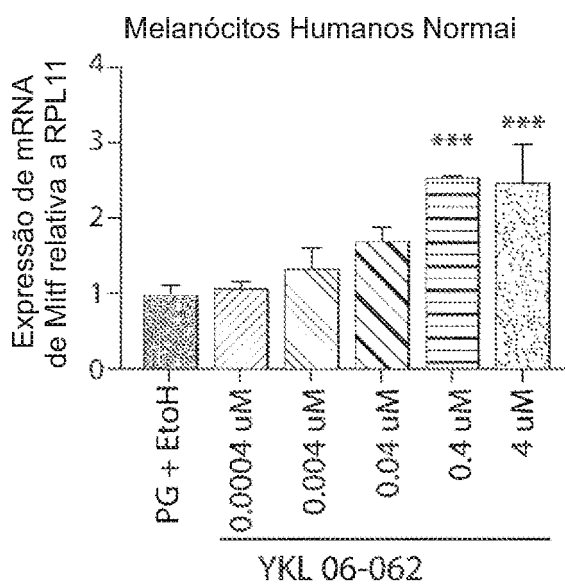 Melanócitos Humanos Normai
Expressão de mRNA
de Mitf relativa a RPL11
4
3
2
1
0
***
***
PG + EtoH
0.0004 uM
0.004 uM
0.04 uM
0.4 uM
4 uM
YKL 06-062